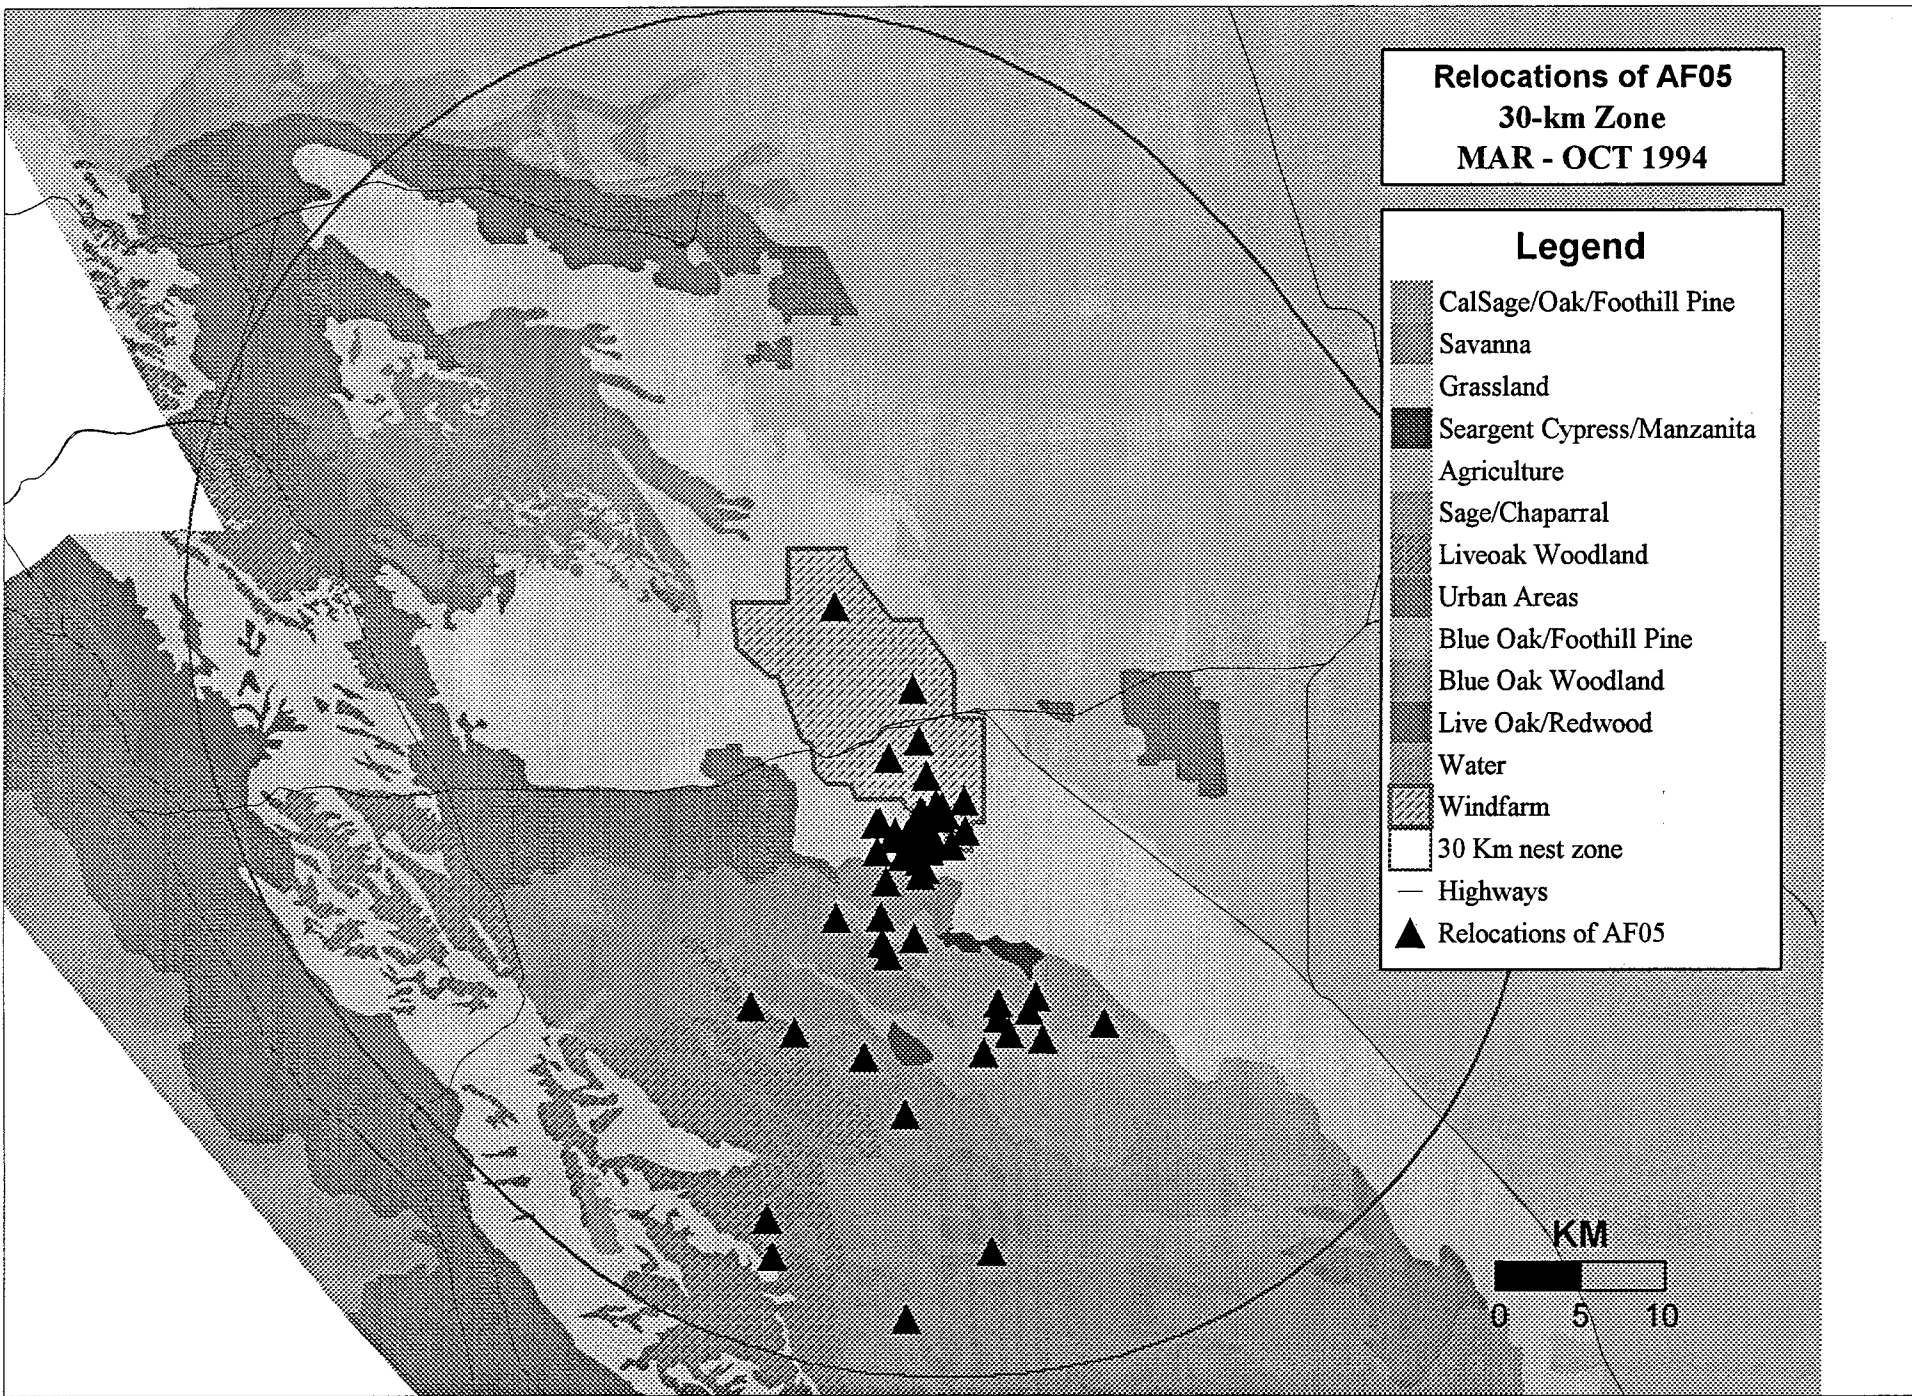 Relocations of AF05
30-km Zone
MAR - OCT 1994
Legend
CalSage/Oak/Foothill Pine
Savanna
Grassland
Seargent Cypress/Manzanita
Agriculture
Sage/Chaparral
Liveoak Woodland
Urban Areas
Blue Oak/Foothill Pine
Blue Oak Woodland
Live Oak/Redwood
Water
Windfarm
30 Km nest zone
Highways
Relocations of AF05
KM
0 5 10